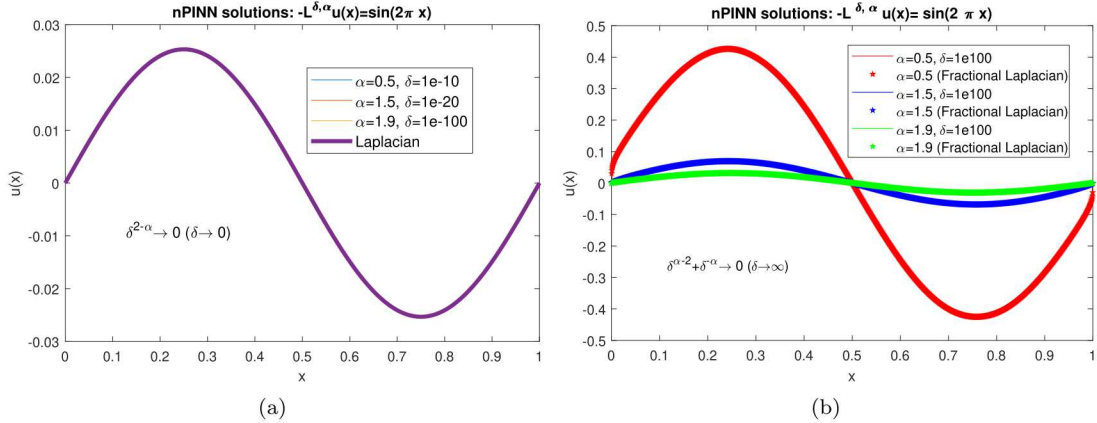 nPINN solutions: -L^δ,α u(x)=sin(2π x)
0.03
0.02
0.01
0
-0.01
-0.02
-0.03
u(x)
α=0.5, δ=1e-10
α=1.5, δ=1e-20
α=1.9, δ=1e-100
Laplacian
δ^2-α→0 (δ→0)
0 0.1 0.2 0.3 0.4 0.5 0.6 0.7 0.8 0.9 1
x
(a)
nPINN solutions: -L^δ,α u(x)= sin(2 π x)
0.5
0.4
0.3
0.2
0.1
0
-0.1
-0.2
-0.3
-0.4
-0.5
u(x)
α=0.5, δ=1e100
α=0.5 (Fractional Laplacian)
α=1.5, δ=1e100
α=1.5 (Fractional Laplacian)
α=1.9, δ=1e100
α=1.9 (Fractional Laplacian)
δ^α-2+δ^-α→0 (δ→∞)
0 0.1 0.2 0.3 0.4 0.5 0.6 0.7 0.8 0.9 1
x
(b)